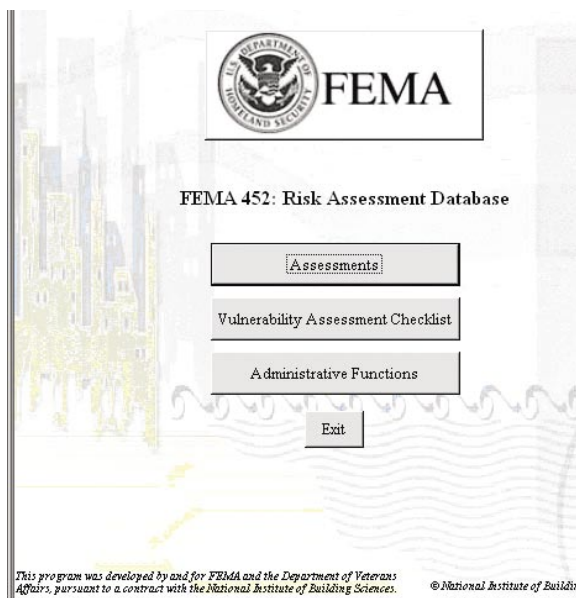 U.S. DEPARTMENT OF
HOMELAND SECURITY
FEMA
FEMA 452: Risk Assessment Database
Assessments
Vulnerability Assessment Checklist
Administrative Functions
Exit
This program was developed by and for FEMA and the Department of Veterans
Affairs, pursuant to a contract with the National Institute of Building Sciences.
© National Institute of Buildin